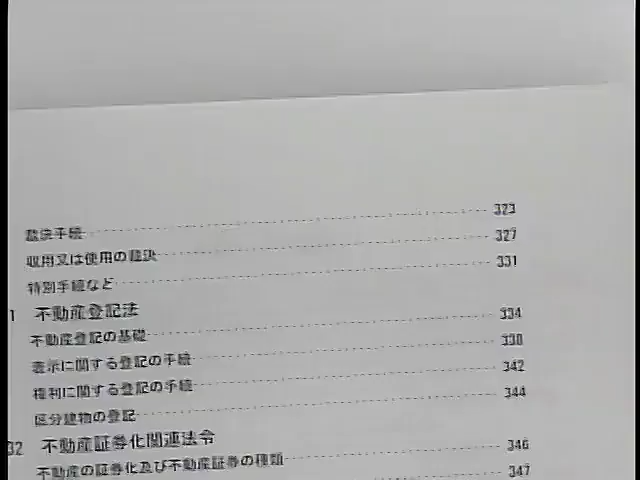 裁決手続 323
収用又は使用の裁決 327
特別手続など 331
1 不動産登記法
不動産登記の基礎 334
表示に関する登記の手続 338
権利に関する登記の手続 342
区分建物の登記 344
32 不動産証券化関連法令
不動産の証券化及び不動産証券の種類 346
347